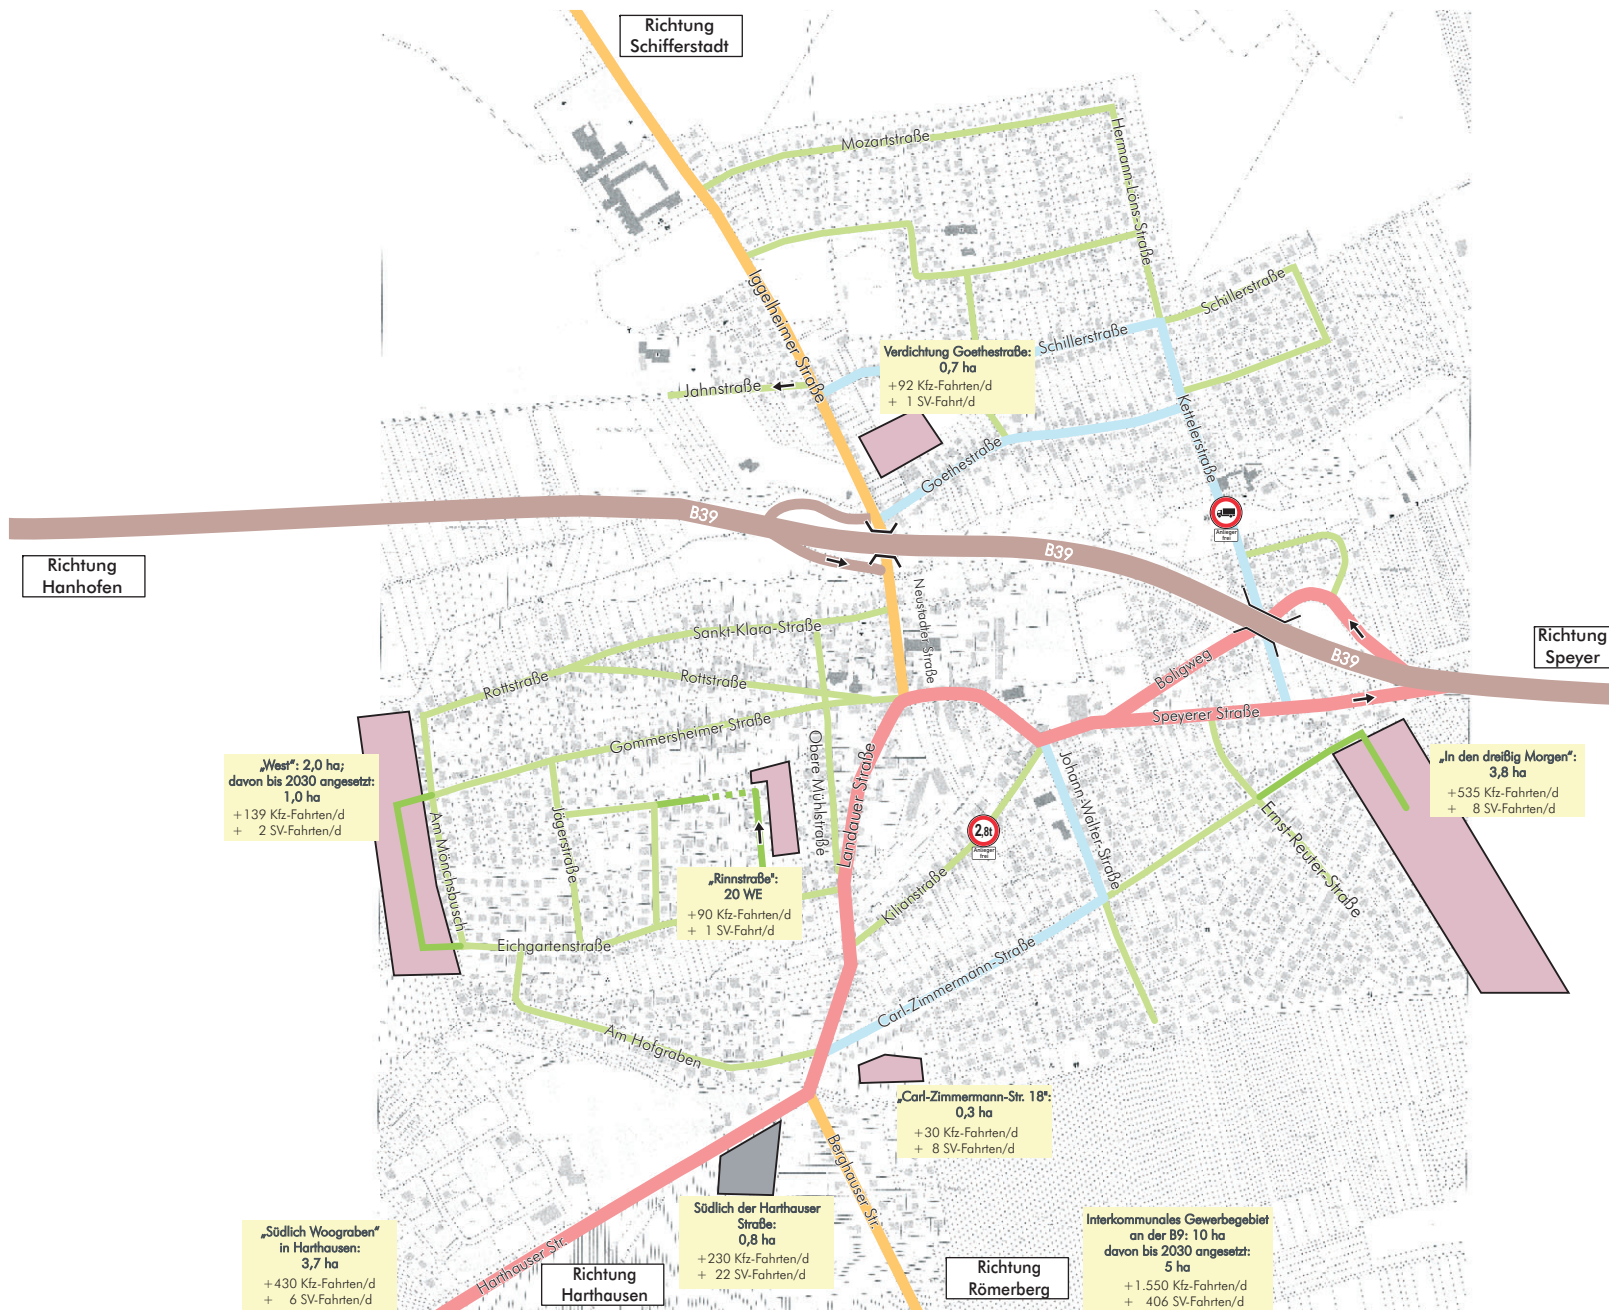 Richtung
Schifferstadt
Mozartstraße
Hermann-Löns-Straße
Iggelheimer Straße
Schillerstraße
Schillerstraße
Verdichtung Goethestraße:
0,7 ha
+92 Kfz-Fahrten/d
+ 1 SV-Fahrt/d
Jahnstraße
Kettelerstraße
Goethestraße
B39
Anlieger
frei
B39
Richtung
Hanhofen
Neustadter Straße
Sankt-Klara-Straße
Richtung
Speyer
B39
Boligweg
Rottstraße
Rottstraße
Speyerer Straße
Gommersheimer Straße
Obere Mühlstraße
Landauer Straße
Johann-Walter-Straße
„West“: 2,0 ha;
davon bis 2030 angesetzt:
1,0 ha
+139 Kfz-Fahrten/d
+ 2 SV-Fahrten/d
„In den dreißig Morgen“:
3,8 ha
+535 Kfz-Fahrten/d
+ 8 SV-Fahrten/d
Am Mönchsbusch
Jägerstraße
2,8t
Anlieger
frei
Ernst-Reuter-Straße
„Rinnstraße“:
20 WE
+90 Kfz-Fahrten/d
+ 1 SV-Fahrt/d
Kilianstraße
Eichgartenstraße
Carl-Zimmermann-Straße
Am Hofgraben
„Carl-Zimmermann-Str. 18“:
0,3 ha
+30 Kfz-Fahrten/d
+ 8 SV-Fahrten/d
Berghauser Str.
Südlich der Harthauser
Straße:
0,8 ha
+230 Kfz-Fahrten/d
+ 22 SV-Fahrten/d
„Südlich Woograben“
in Harthausen:
3,7 ha
+430 Kfz-Fahrten/d
+ 6 SV-Fahrten/d
Harthauser Str.
Richtung
Harthausen
Richtung
Römerberg
Interkommunales Gewerbegebiet
an der B9: 10 ha
davon bis 2030 angesetzt:
5 ha
+1.550 Kfz-Fahrten/d
+ 406 SV-Fahrten/d